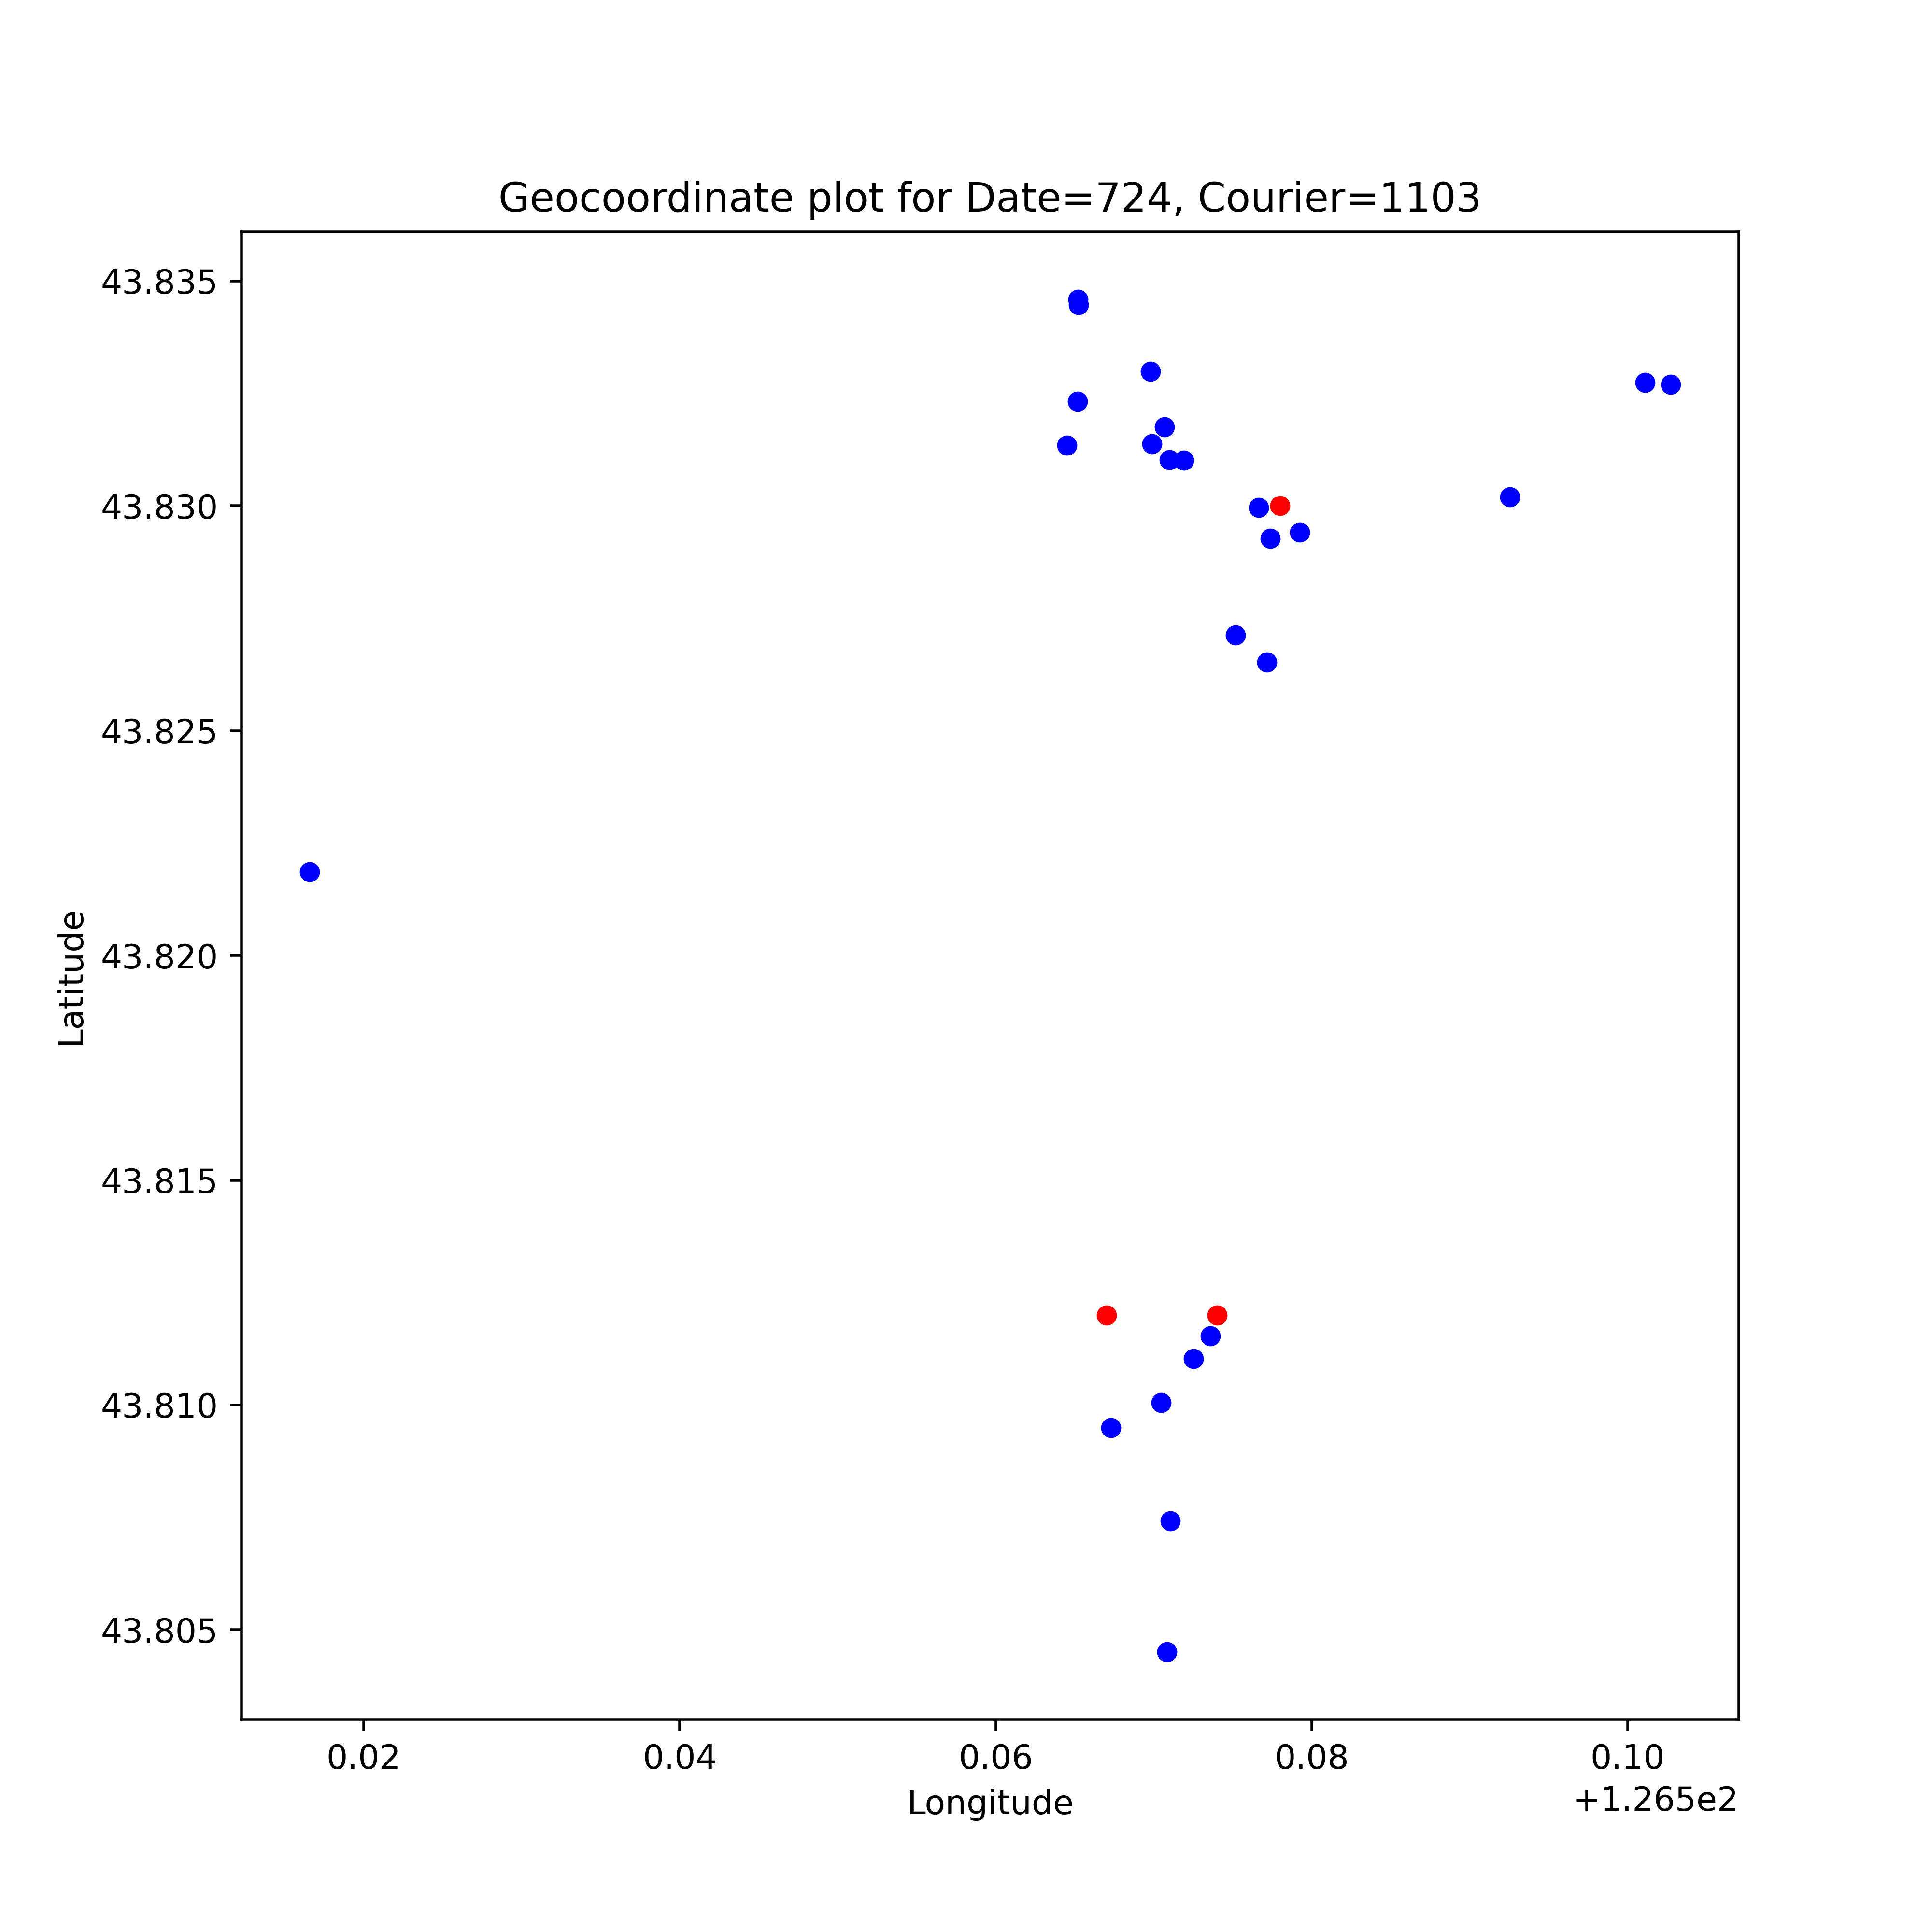 Geocoordinate plot for Date=724, Courier=1103
43.835
43.830
43.825
43.820
43.815
43.810
43.805
Latitude
0.02 0.04 0.06 0.08 0.10
+1.265e2
Longitude